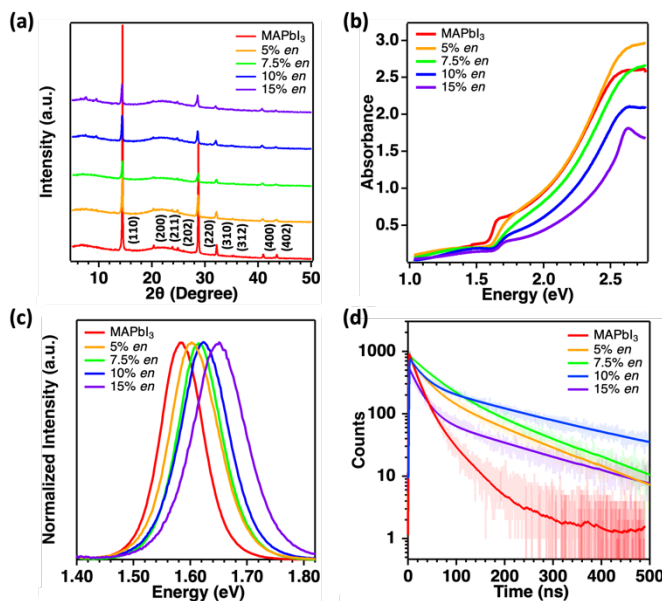 (a)
MAPbI3
5% en
7.5% en
10% en
15% en
Intensity (a.u.)
(110)
(200)
(211)
(202)
(220)
(310)
(312)
(400)
(402)
10 20 30 40 50
2θ (Degree)
(b)
MAPbI3
5% en
7.5% en
10% en
15% en
Absorbance
3.0
2.5
2.0
1.5
1.0
0.5
1.0 1.5 2.0 2.5
Energy (eV)
(c)
MAPbI3
5% en
7.5% en
10% en
15% en
Normalized Intensity (a.u.)
1.40 1.50 1.60 1.70 1.80
Energy (eV)
(d)
MAPbI3
5% en
7.5% en
10% en
15% en
Counts
1000
100
10
1
0 100 200 300 400 500
Time (ns)